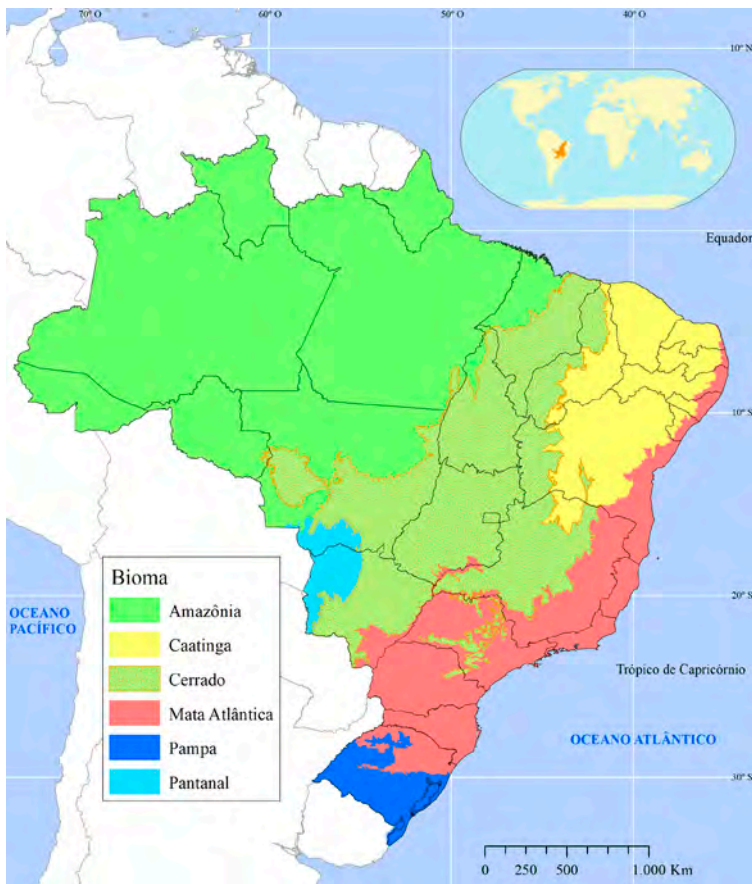 70° O
60° O
50° O
40° O
10° N
Equador
10° S
20° S
Trópico de Capricórnio
30° S
OCEANO
PACÍFICO
OCEANO ATLÂNTICO
Bioma
Amazônia
Caatinga
Cerrado
Mata Atlântica
Pampa
Pantanal
0 250 500 1.000 Km